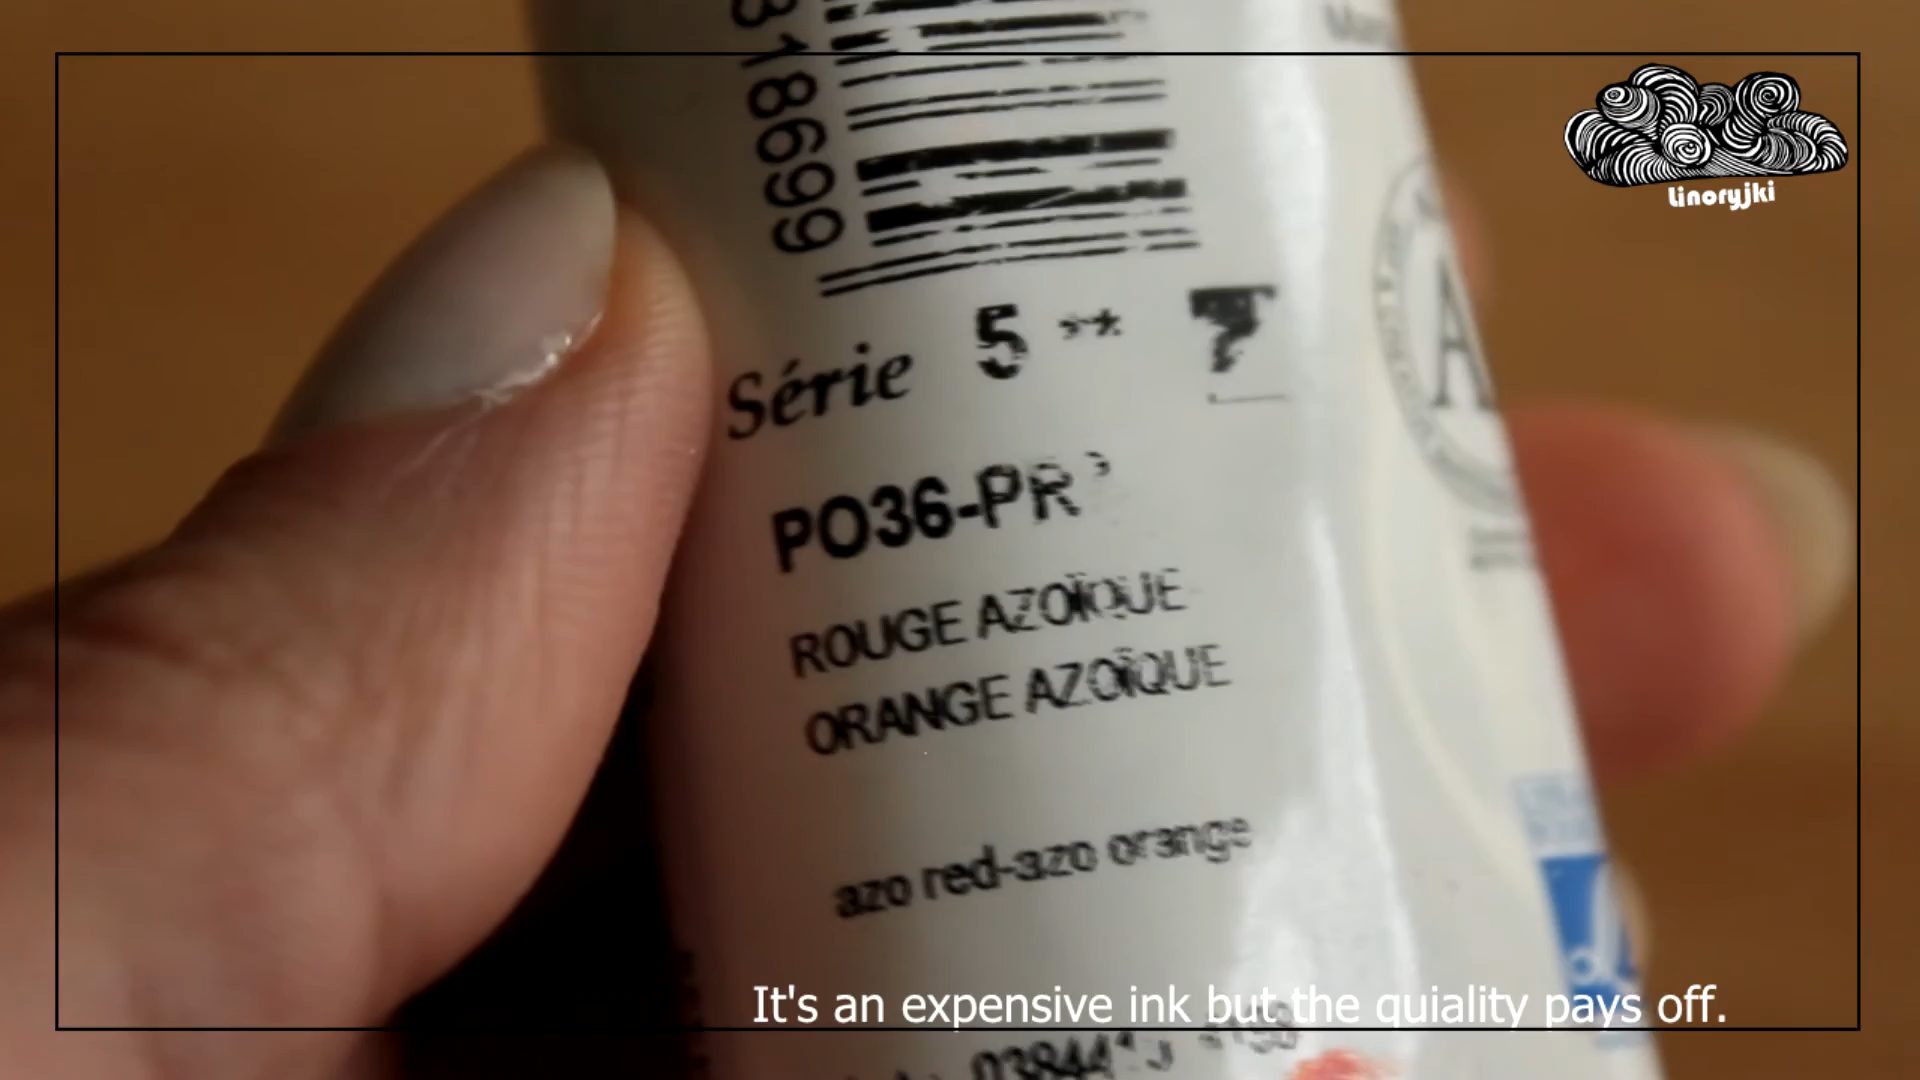 318699
linoryjki
Série 5 **
PO36-PR
ROUGE AZOÏQUE
ORANGE AZOÏQUE
azo red-azo orange
It's an expensive ink but the quiality pays off.